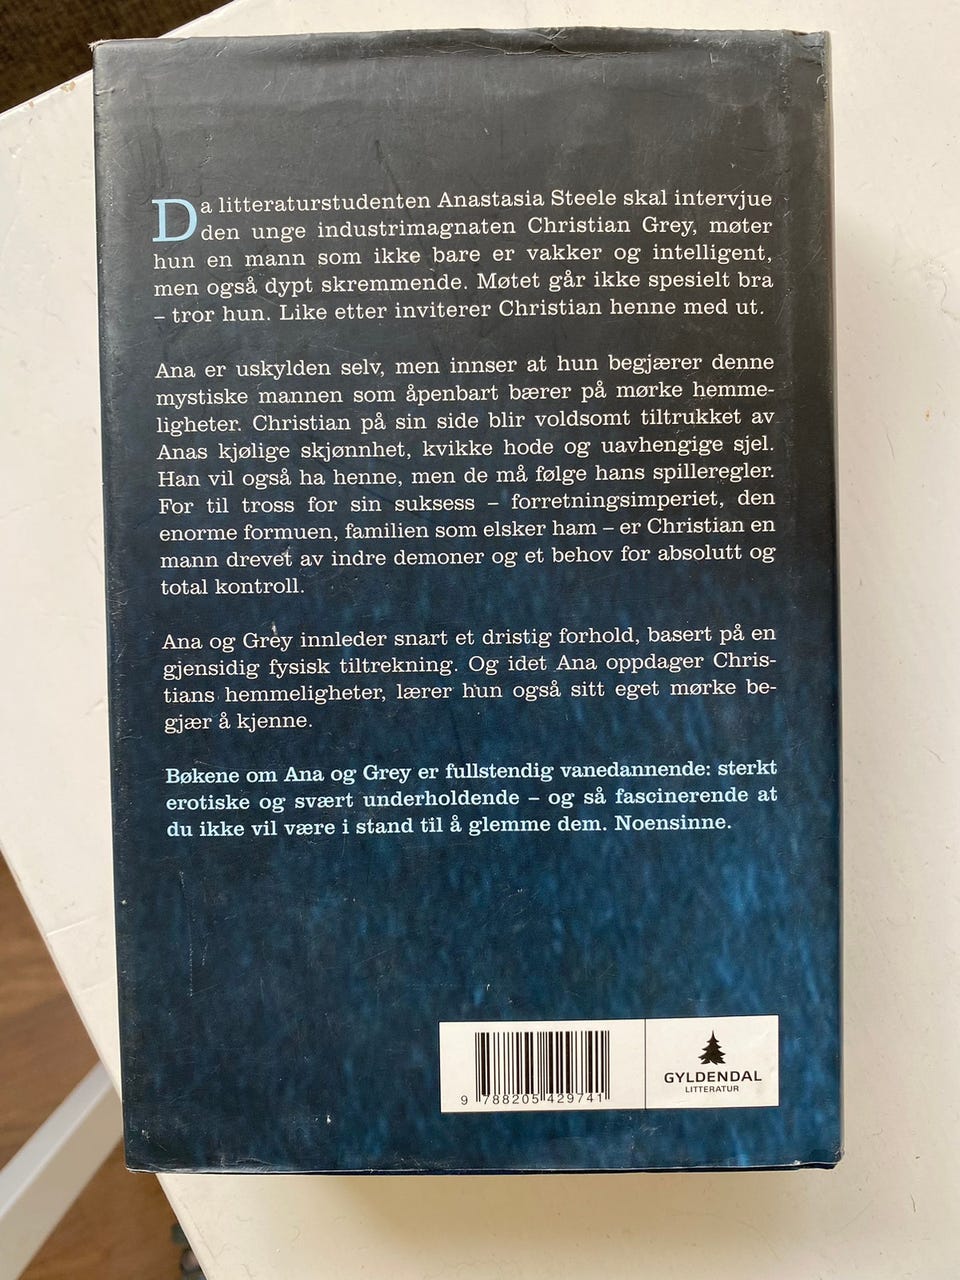 Da litteraturstudenten Anastasia Steele skal intervjue
den unge industrimagnaten Christian Grey, møter
hun en mann som ikke bare er vakker og intelligent,
men også dypt skremmende. Møtet går ikke spesielt bra
– tror hun. Like etter inviterer Christian henne med ut.
Ana er uskylden selv, men innser at hun begjærer denne
mystiske mannen som åpenbart bærer på mørke hemme-
ligheter. Christian på sin side blir voldsomt tiltrukket av
Anas kjølige skjønnhet, kvikke hode og uavhengige sjel.
Han vil også ha henne, men de må følge hans spilleregler.
For til tross for sin suksess – forretningsimperiet, den
enorme formuen, familien som elsker ham – er Christian en
mann drevet av indre demoner og et behov for absolutt og
total kontroll.
Ana og Grey innleder snart et dristig forhold, basert på en
gjensidig fysisk tiltrekning. Og idet Ana oppdager Chris-
tians hemmeligheter, lærer hun også sitt eget mørke be-
gjær å kjenne.
Bøkene om Ana og Grey er fullstendig vanedannende: sterkt
erotiske og svært underholdende – og så fascinerende at
du ikke vil være i stand til å glemme dem. Noensinne.
9 788205 429741
GYLDENDAL
LITTERATUR